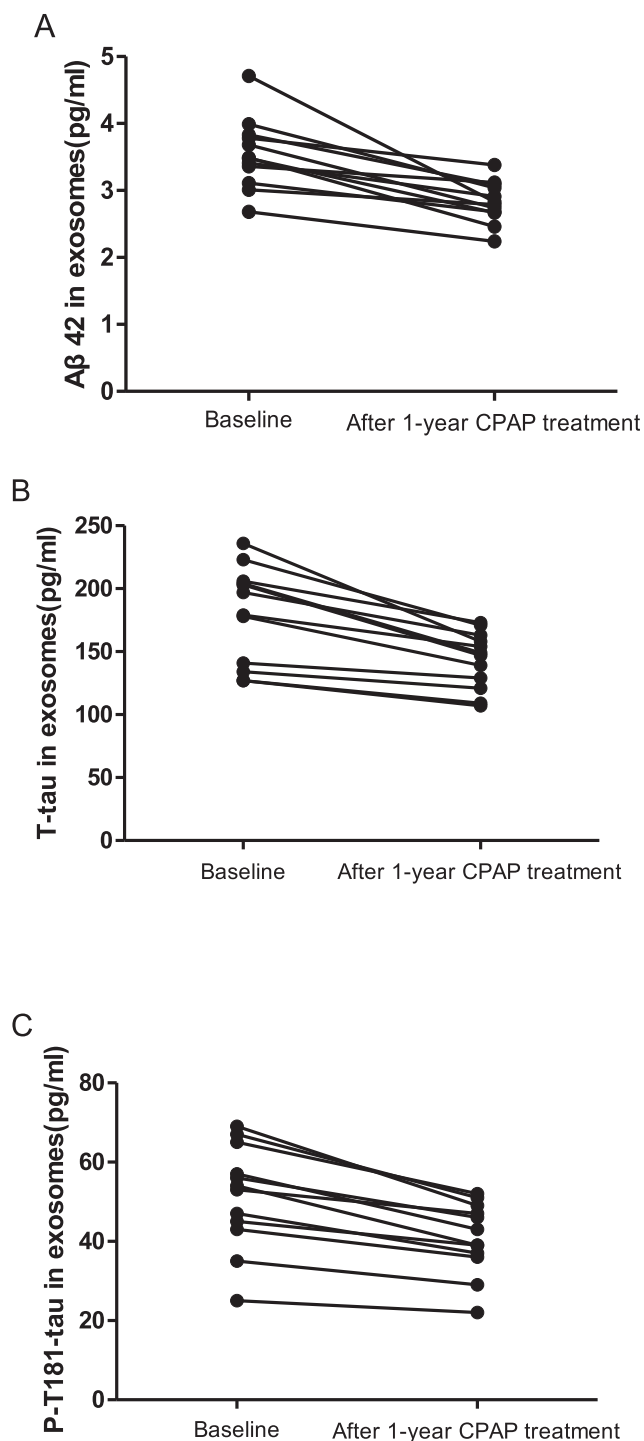 A
Aβ 42 in exosomes(pg/ml)
5
4
3
2
1
0
Baseline
After 1-year CPAP treatment
B
T-tau in exosomes(pg/ml)
250
200
150
100
50
0
Baseline
After 1-year CPAP treatment
C
P-T181-tau in exosomes(pg/ml)
80
60
40
20
0
Baseline
After 1-year CPAP treatment